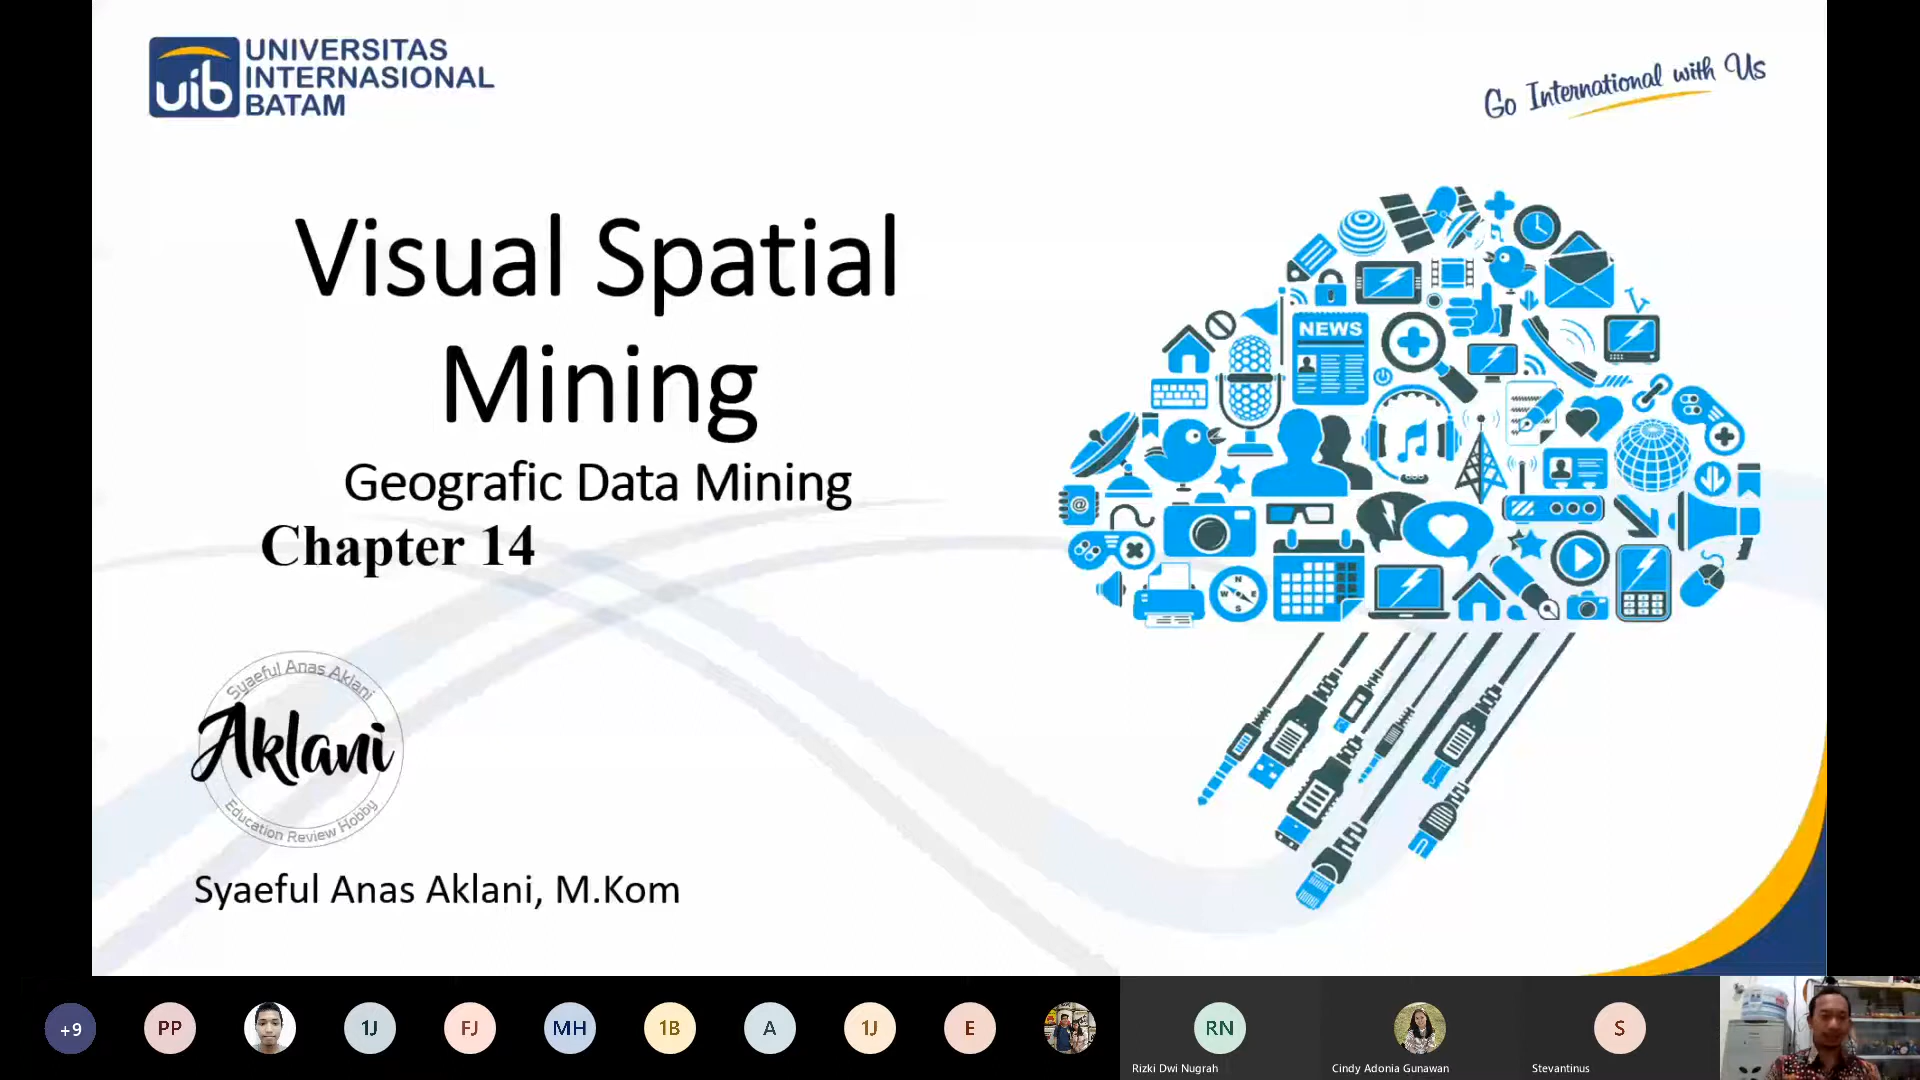 uib
UNIVERSITAS
INTERNASIONAL
BATAM
Go International with Us
Visual Spatial
Mining
Geografic Data Mining
Chapter 14
NEWS
N
W E
S
Syaeful Anas Aklani
Aklani
Education Review Hobby
Syaeful Anas Aklani, M.Kom
+9
PP
1J
FJ
MH
1B
A
1J
E
RN
S
Rizki Dwi Nugrah
Cindy Adonia Gunawan
Stevantinus